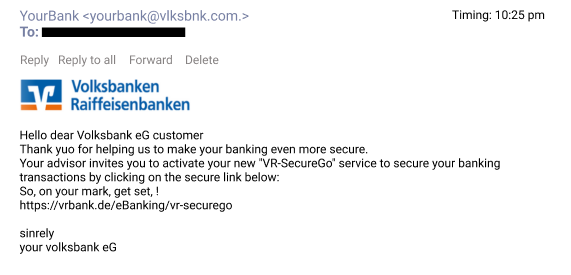 YourBank <yourbank@vlksbnk.com.>
Timing: 10:25 pm
To:
Reply Reply to all Forward Delete
Volksbanken
Raiffeisenbanken
Hello dear Volksbank eG customer
Thank yuo for helping us to make your banking even more secure.
Your advisor invites you to activate your new "VR-SecureGo" service to secure your banking
transactions by clicking on the secure link below:
So, on your mark, get set, !
https://vrbank.de/eBanking/vr-securego
sinrely
your volksbank eG